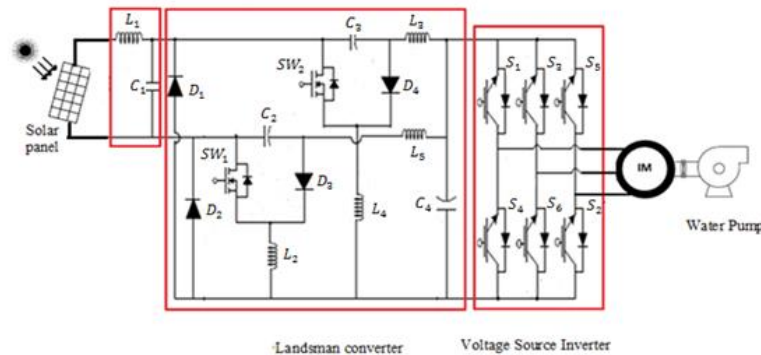 L₁
C₁
Solar
panel
D₁
D₂
SW₁
C₂
D₃
L₂
SW₂
C₃
D₄
L₃
L₅
L₄
C₄
S₁
S₃
S₅
S₄
S₆
S₂
IM
Water Pump
Landsman converter
Voltage Source Inverter